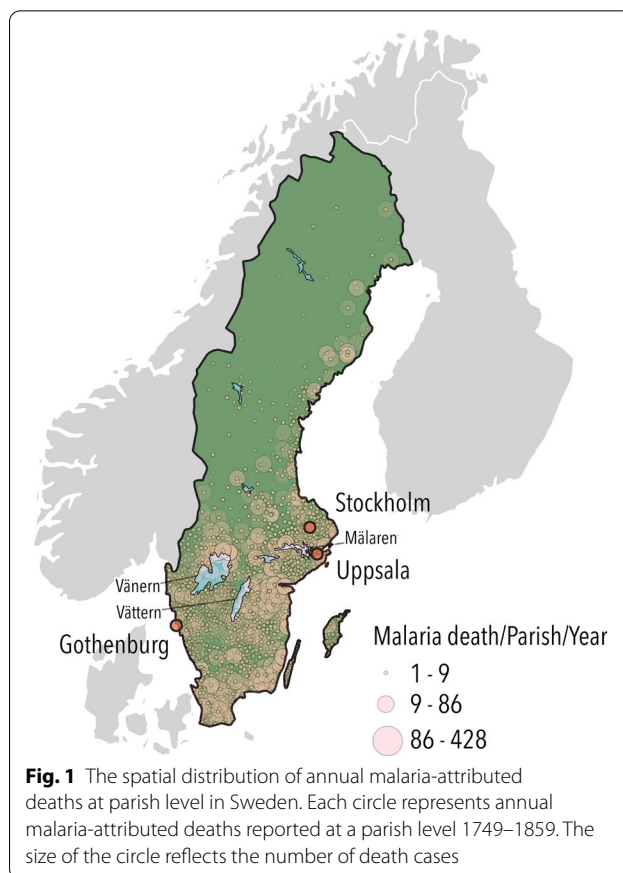 Stockholm
Mälaren
Uppsala
Vänern
Vättern
Gothenburg
Malaria death/Parish/Year
1 - 9
9 - 86
86 - 428
Fig. 1 The spatial distribution of annual malaria-attributed
deaths at parish level in Sweden. Each circle represents annual
malaria-attributed deaths reported at a parish level 1749–1859. The
size of the circle reflects the number of death cases